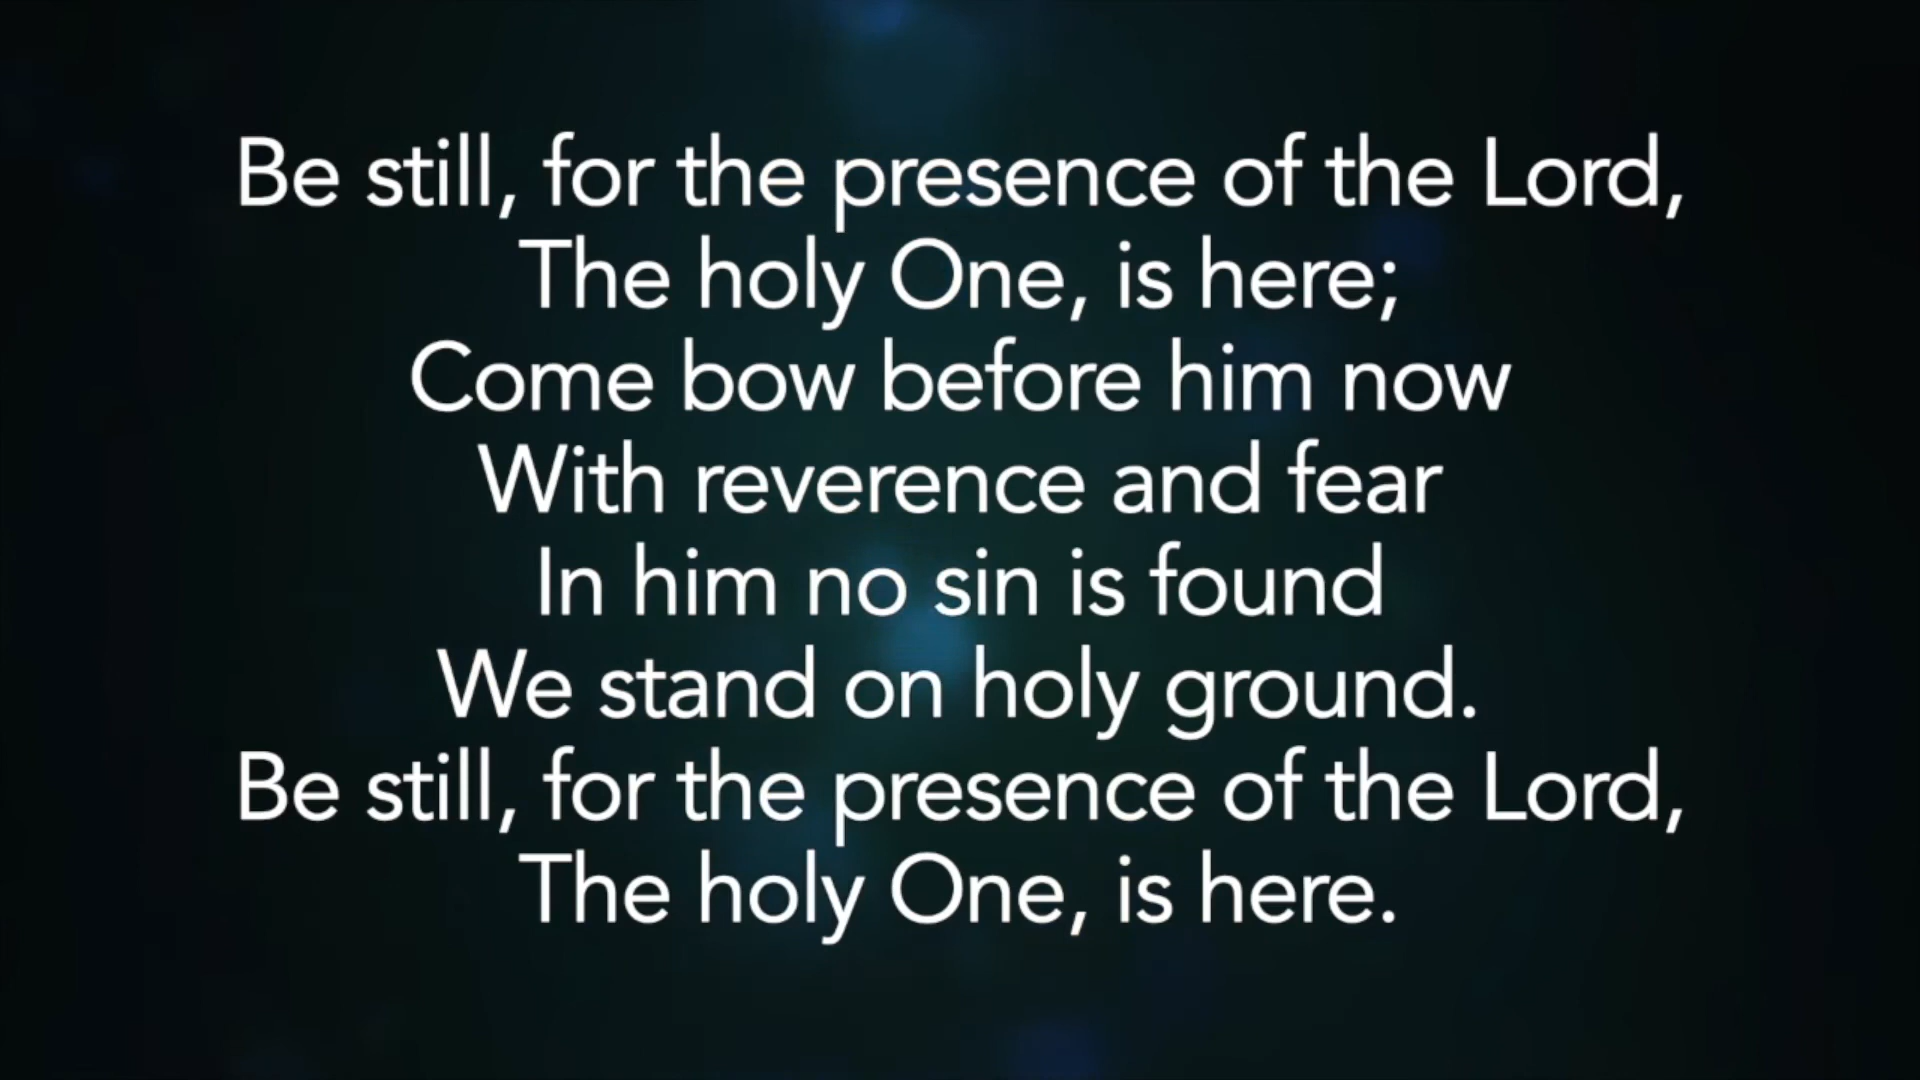 Be still, for the presence of the Lord,
The holy One, is here;
Come bow before him now
With reverence and fear
In him no sin is found
We stand on holy ground.
Be still, for the presence of the Lord,
The holy One, is here.